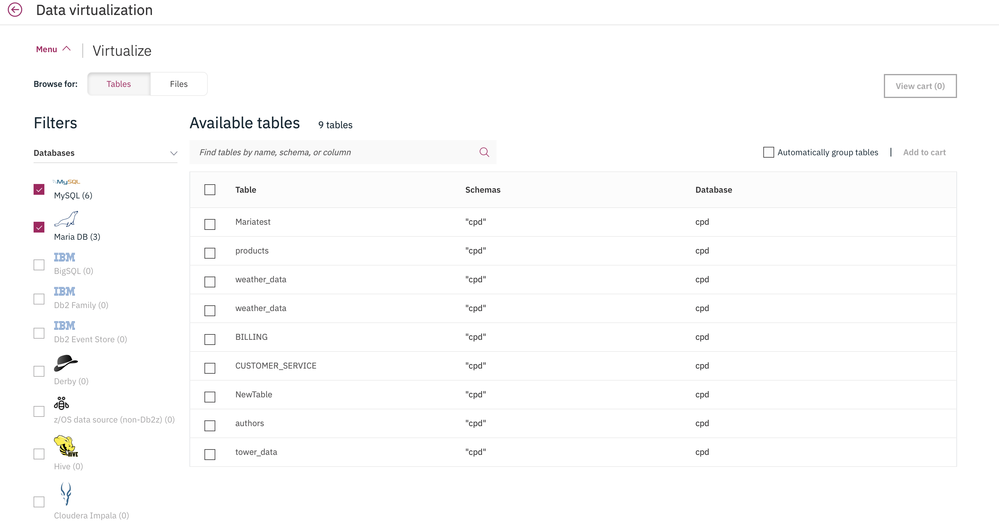 Data virtualization
Menu | Virtualize
Browse for: Tables Files
View cart (0)
Filters
Databases
MySQL
MySQL (6)
Maria DB (3)
IBM
BigSQL (0)
IBM
Db2 Family (0)
IBM
Db2 Event Store (0)
Derby (0)
z/OS data source (non-Db2z) (0)
HIVE
Hive (0)
Cloudera Impala (0)
Available tables 9 tables
Find tables by name, schema, or column
Automatically group tables | Add to cart
Table Schemas Database
Mariatest "cpd" cpd
products "cpd" cpd
weather_data "cpd" cpd
weather_data "cpd" cpd
BILLING "cpd" cpd
CUSTOMER_SERVICE "cpd" cpd
NewTable "cpd" cpd
authors "cpd" cpd
tower_data "cpd" cpd